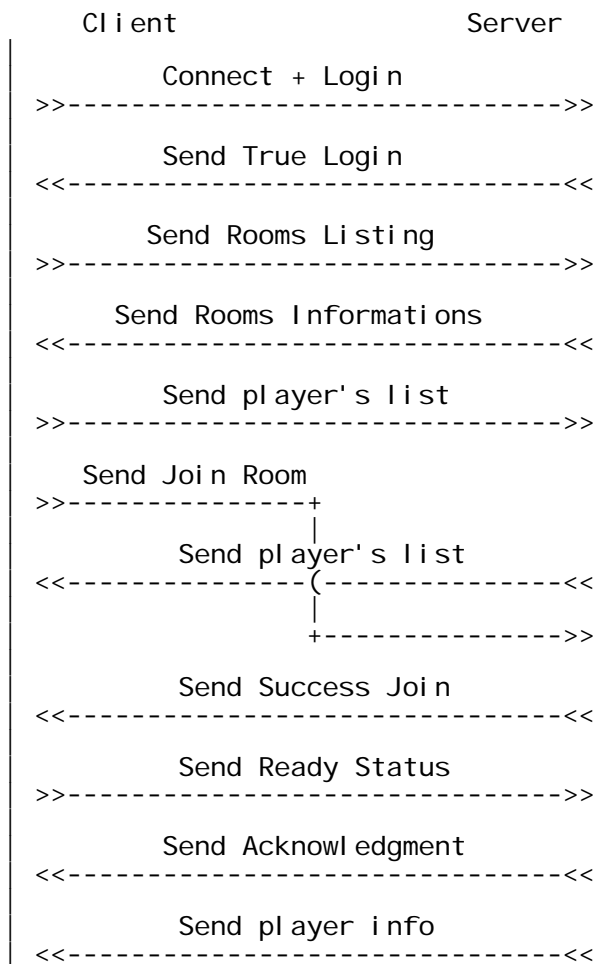 Client Server
Connect + Login
>>------------------------------->>
Send True Login
<<-------------------------------<<
Send Rooms Listing
>>------------------------------->>
Send Rooms Informations
<<-------------------------------<<
Send player's list
>>------------------------------->>
Send Join Room
>>---------------+
|
Send player's list
<<---------------(---------------<<
|
+--------------->>
Send Success Join
<<-------------------------------<<
Send Ready Status
>>------------------------------->>
Send Acknowledgment
<<-------------------------------<<
Send player info
<<-------------------------------<<